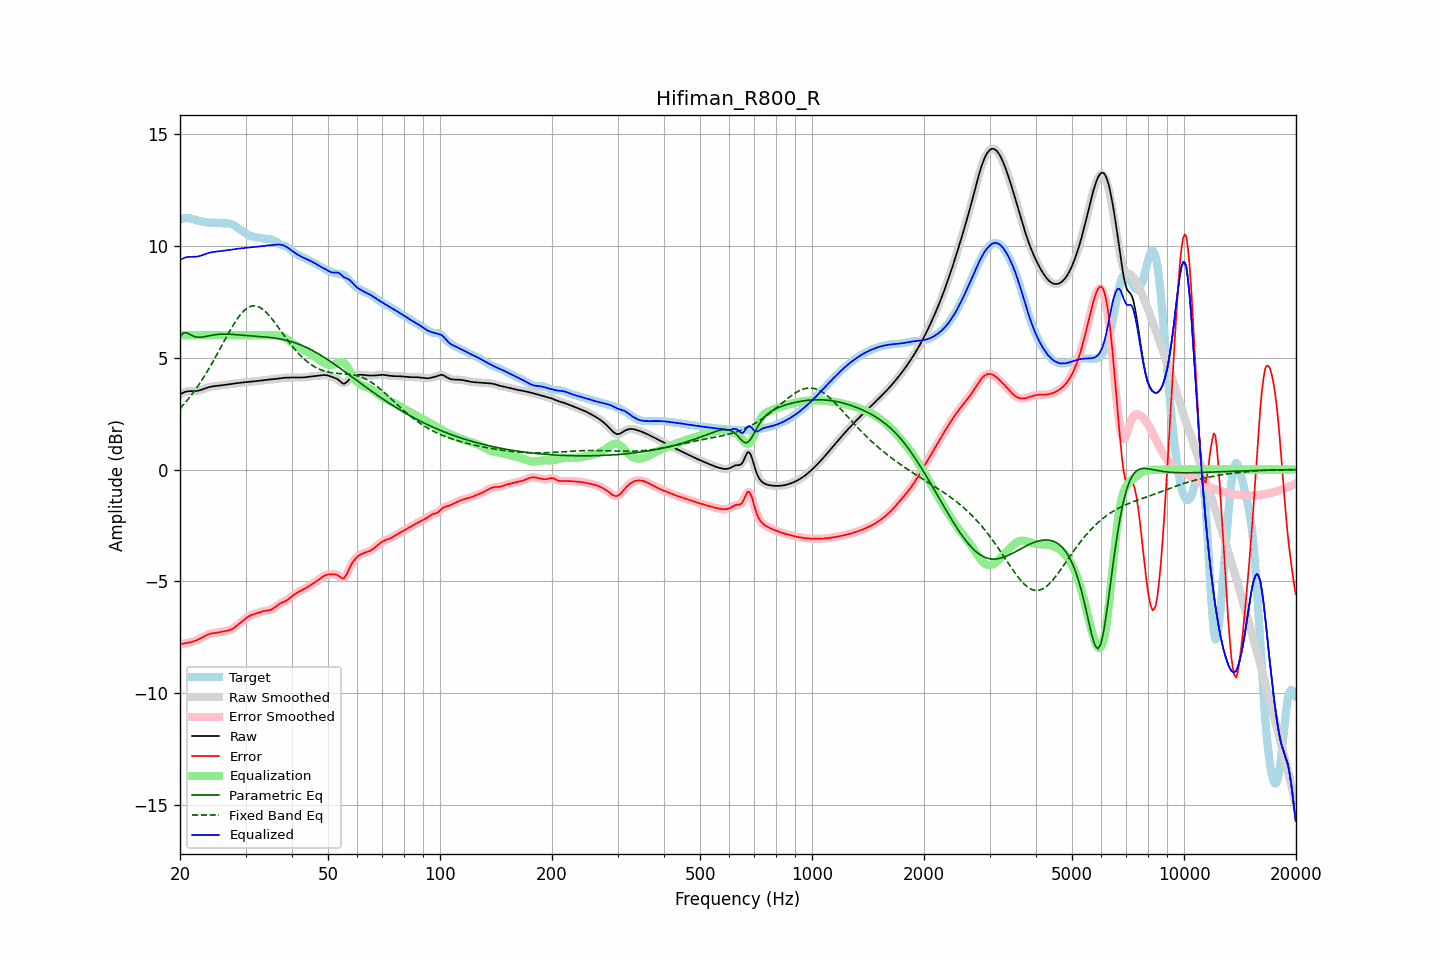 Hifiman_R800_R
Amplitude (dBr)
15
10
5
0
−5
−10
−15
Target
Raw Smoothed
Error Smoothed
Raw
Error
Equalization
Parametric Eq
Fixed Band Eq
Equalized
20 50 100 200 500 1000 2000 5000 10000 20000
Frequency (Hz)